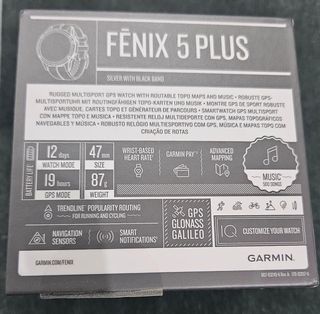 FĒNIX 5 PLUS
SILVER WITH BLACK BAND
RUGGED MULTISPORT GPS WATCH WITH ROUTABLE TOPO MAPS AND MUSIC • ROBUSTE GPS-
MULTISPORTUHR MIT ROUTINGFÄHIGEN TOPO-KARTEN UND MUSIK • MONTRE GPS DE SPORT ROBUSTE
AVEC MUSIQUE, CARTES TOPO ET GÉNÉRATEUR DE PARCOURS • SMARTWATCH GPS MULTISPORT
CON MAPPE TOPO E MUSICA • RESISTENTE RELOJ MULTIDEPORTE CON GPS, MAPAS TOPOGRÁFICOS
NAVEGABLES Y MÚSICA • ROBUSTO RELÓGIO MULTIDESPORTIVO COM GPS, MÚSICA E MAPAS TOPO COM
CRIAÇÃO DE ROTAS
BATTERY LIFE
12 days
WATCH MODE
19 hours
GPS MODE
47 mm
SIZE
87 g
WEIGHT
WRIST-BASED
HEART RATE
GARMIN PAY™
ADVANCED
MAPPING
MUSIC
500 SONGS
TRENDLINE™ POPULARITY ROUTING
FOR RUNNING AND CYCLING
NAVIGATION
SENSORS
SMART
NOTIFICATIONS
GPS
GLONASS
GALILEO
IQ
CUSTOMIZE YOUR WATCH
GARMIN.COM/FENIX
GARMIN